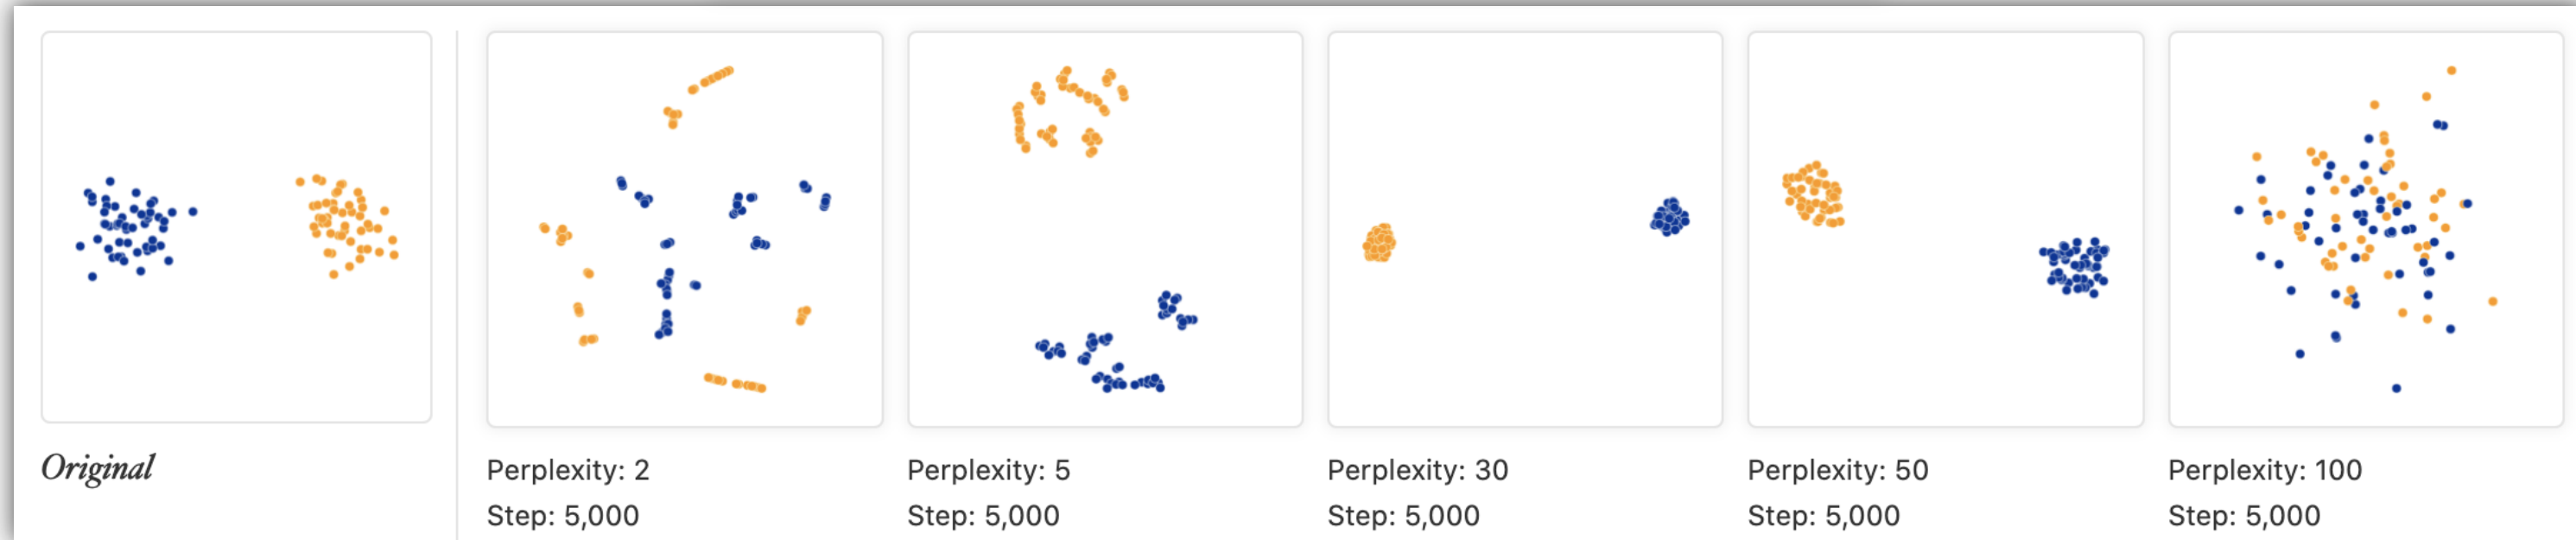 Original
Perplexity: 2
Step: 5,000
Perplexity: 5
Step: 5,000
Perplexity: 30
Step: 5,000
Perplexity: 50
Step: 5,000
Perplexity: 100
Step: 5,000